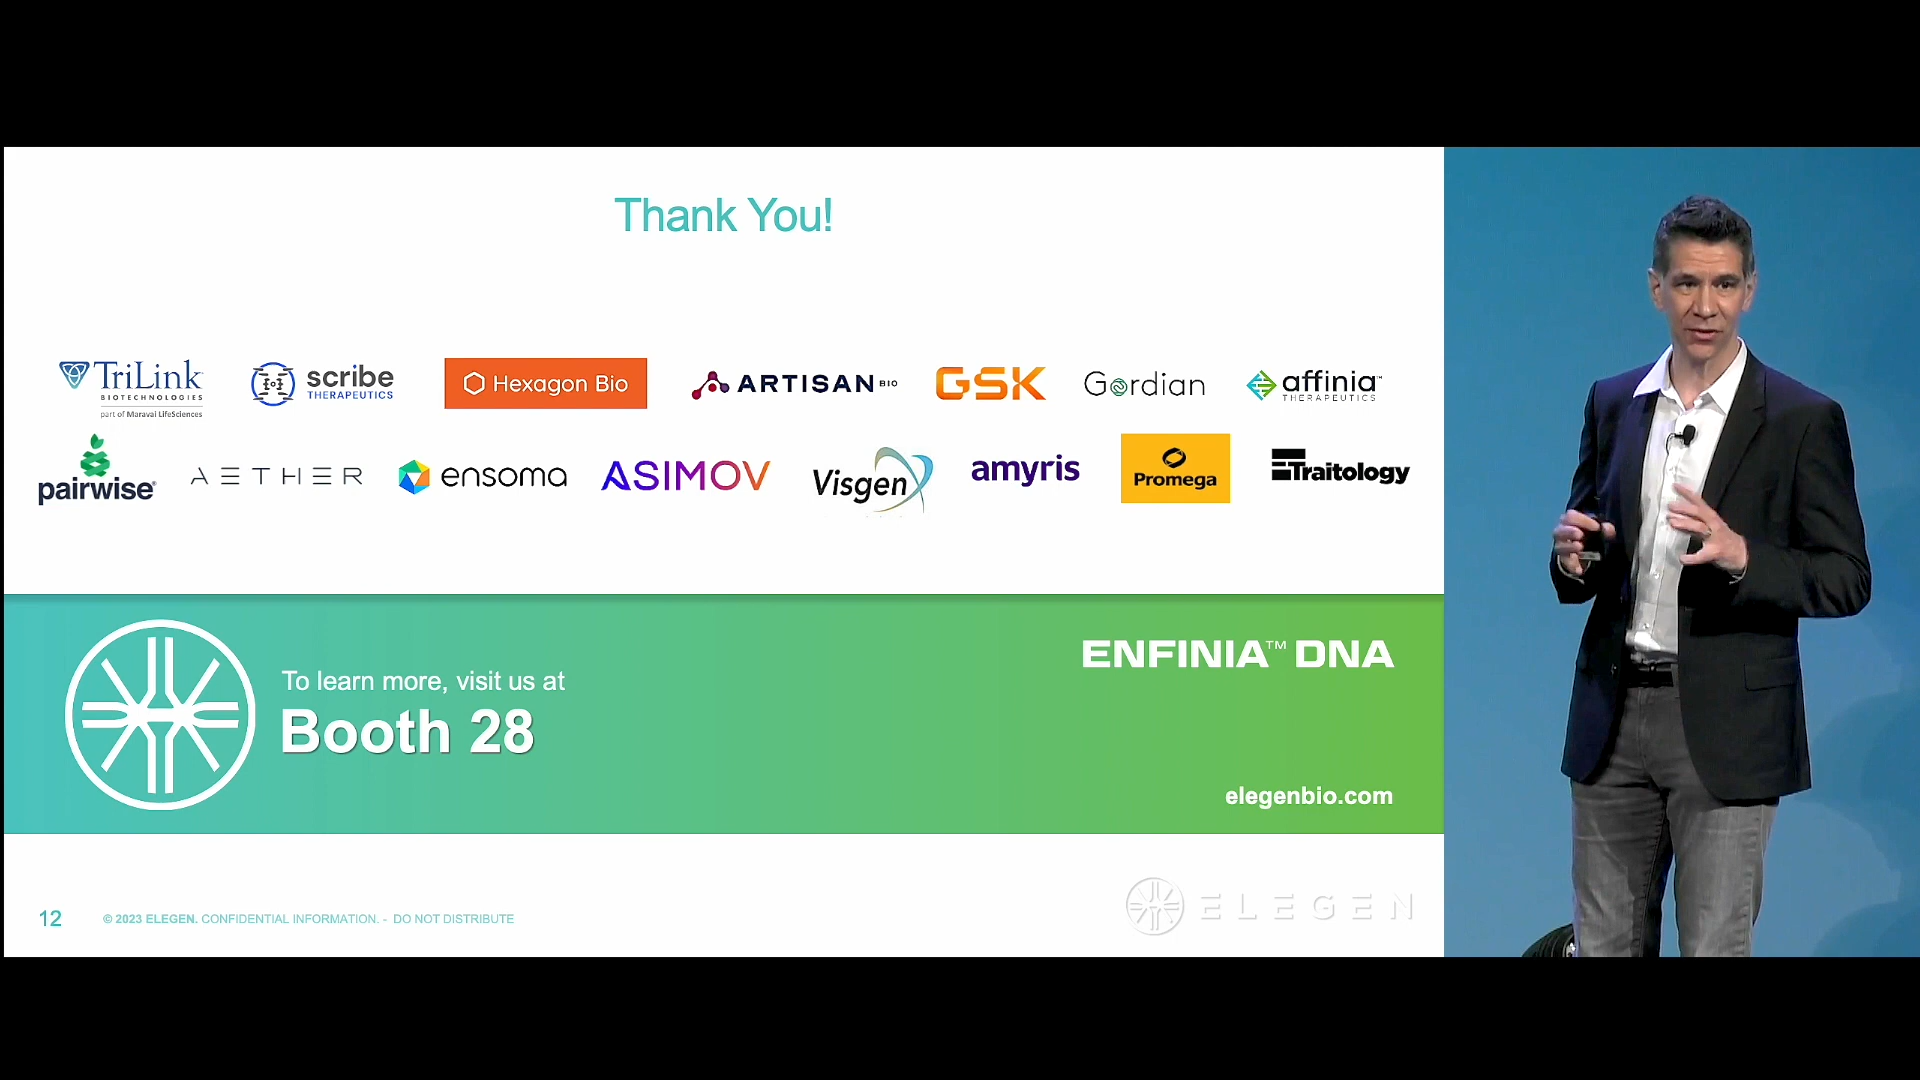 Thank You!
TriLink
BIOTECHNOLOGIES
part of Maravai LifeSciences
scribe
THERAPEUTICS
Hexagon Bio
ARTISAN BIO
GSK
Gordian
affinia™
THERAPEUTICS
pairwise®
AETHER
ensoma
ASIMOV
Visgen
amyris
Promega
Traitology
To learn more, visit us at
Booth 28
ENFINIA™ DNA
elegenbio.com
12
© 2023 ELEGEN. CONFIDENTIAL INFORMATION. - DO NOT DISTRIBUTE
ELEGEN